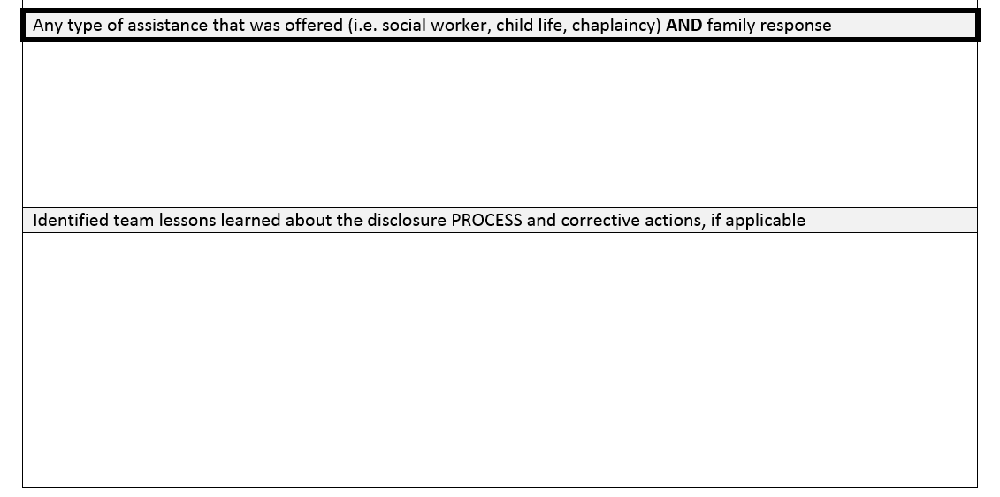 Any type of assistance that was offered (i.e. social worker, child life, chaplaincy) AND family response
Identified team lessons learned about the disclosure PROCESS and corrective actions, if applicable